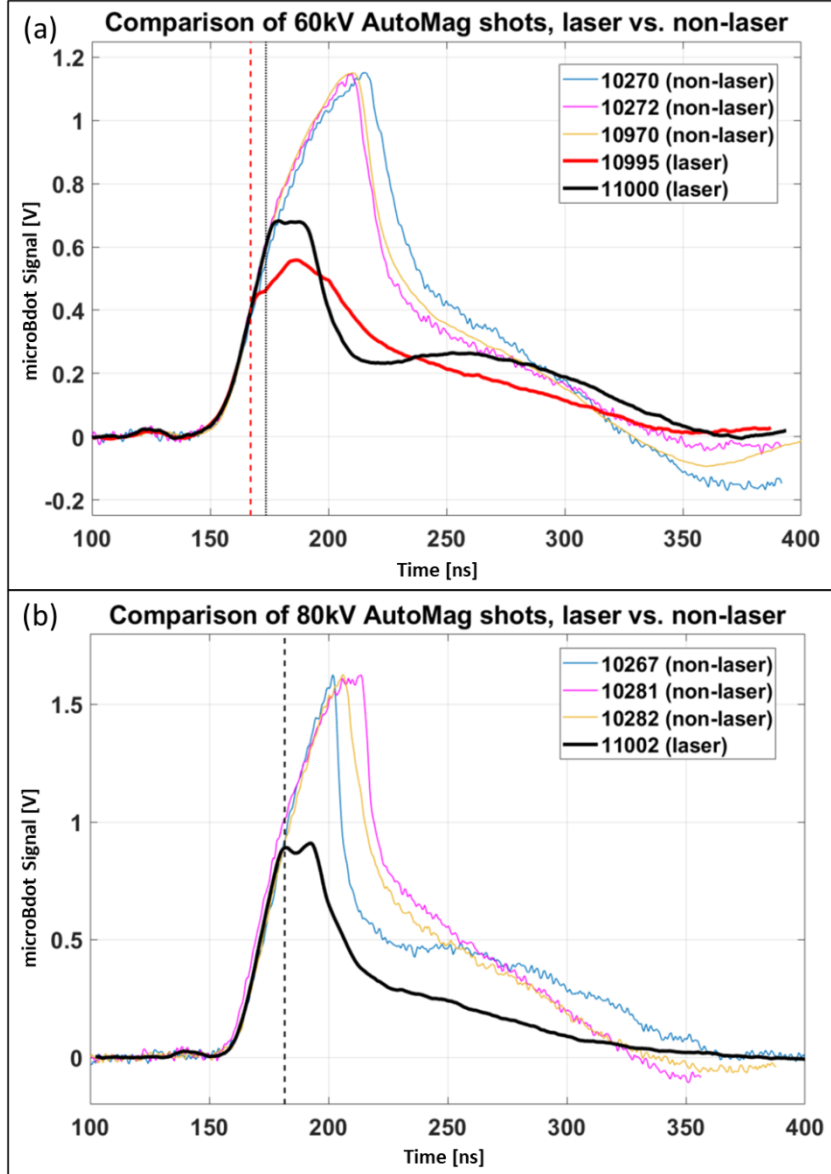 (a)
Comparison of 60kV AutoMag shots, laser vs. non-laser
1.2
1
0.8
0.6
0.4
0.2
0
-0.2
microBdot Signal [V]
10270 (non-laser)
10272 (non-laser)
10970 (non-laser)
10995 (laser)
11000 (laser)
100 150 200 250 300 350 400
Time [ns]
(b)
Comparison of 80kV AutoMag shots, laser vs. non-laser
1.5
1
0.5
0
microBdot Signal [V]
10267 (non-laser)
10281 (non-laser)
10282 (non-laser)
11002 (laser)
100 150 200 250 300 350 400
Time [ns]